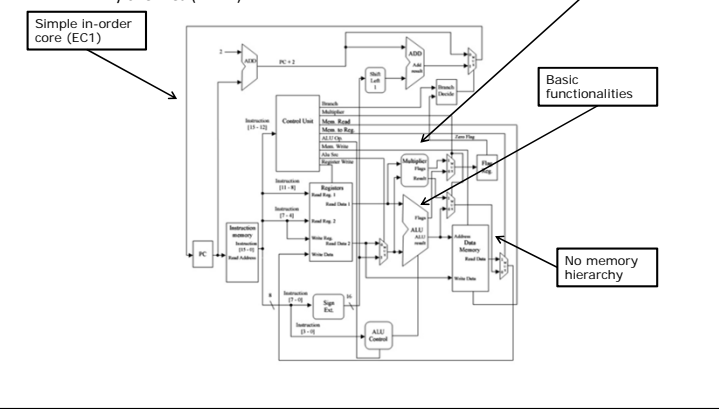 Simple in-order
core (EC1)
Basic
functionalities
No memory
hierarchy
2
ADD
PC + 2
ADD
Add
result
Shift
Left
1
Branch
Decide
Branch
Multiplier
Mem. Read
Mem. to Reg.
ALU Op.
Mem. Write
Alu Src
Register Write
Control Unit
Zero Flag
Instruction
[15 - 12]
Instruction
[11 - 8]
Registers
Read Reg. 1
Read Data 1
Instruction
[7 - 4]
Read Reg. 2
Write Reg.
Read Data 2
Write Data
Multiplier
Flags
Result
Flag
Reg.
Flags
ALU
ALU
result
Instruction
memory
Instruction
[15 - 0]
Read Address
PC
Address
Data
Memory
Read Data
Write Data
8
Instruction
[7 - 0]
Sign
Ext.
16
Instruction
[3 - 0]
ALU
Control